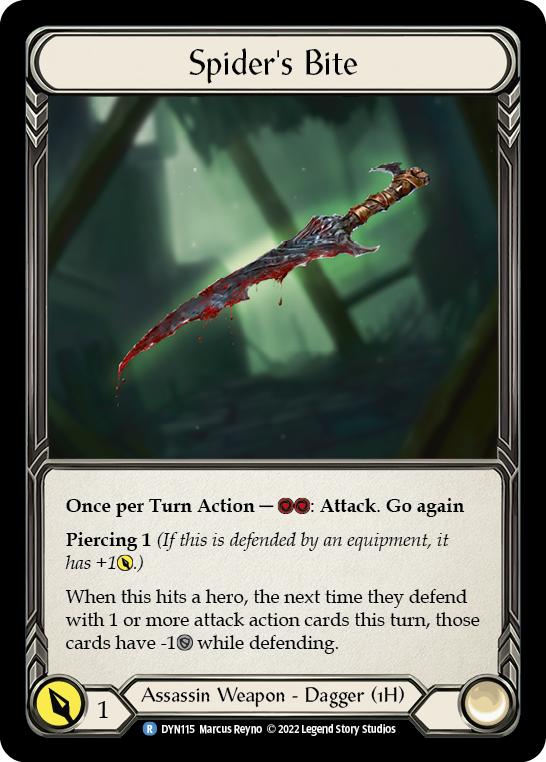 Spider's Bite
Once per Turn Action — : Attack. Go again
Piercing 1 (If this is defended by an equipment, it
has +1.)
When this hits a hero, the next time they defend
with 1 or more attack action cards this turn, those
cards have -1 while defending.
Assassin Weapon - Dagger (1H)
1
R DYN115 Marcus Reyno © 2022 Legend Story Studios